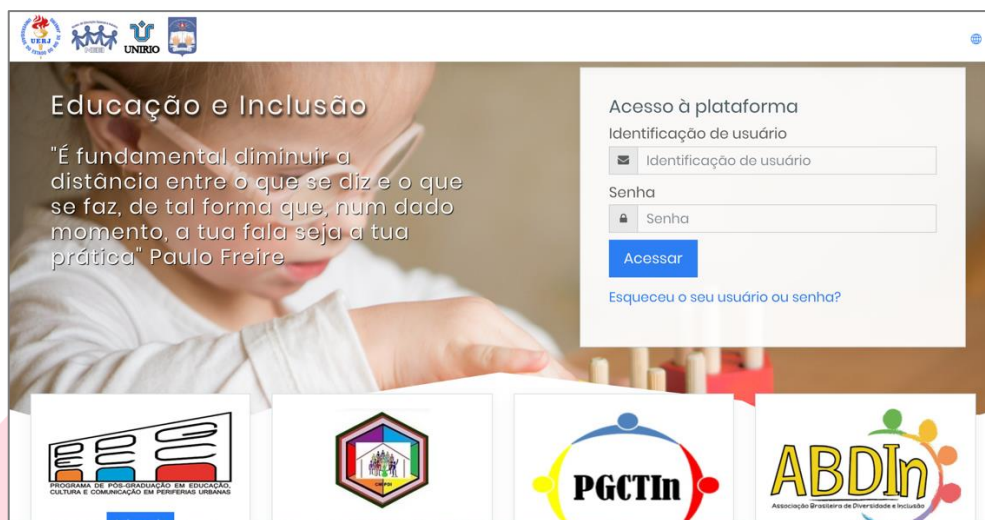 UERJ
UNIRIO
Educação e Inclusão
"É fundamental diminuir a
distância entre o que se diz e o que
se faz, de tal forma que, num dado
momento, a tua fala seja a tua
prática" Paulo Freire
Acesso à plataforma
Identificação de usuário
Identificação de usuário
Senha
Senha
Acessar
Esqueceu o seu usuário ou senha?
PROGRAMA DE PÓS-GRADUAÇÃO EM EDUCAÇÃO,
CULTURA E COMUNICAÇÃO EM PERIFERIAS URBANAS
CMPDI
PGCTIn
ABDIn
Associação Brasileira de Diversidade e Inclusão